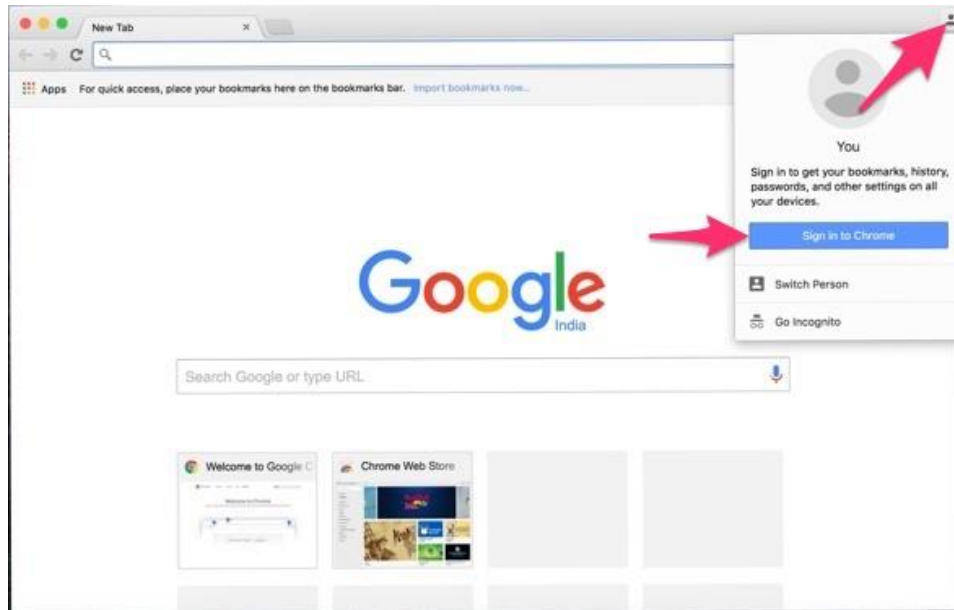 New Tab
Apps For quick access, place your bookmarks here on the bookmarks bar. Import bookmarks now...
You
Sign in to get your bookmarks, history,
passwords, and other settings on all
your devices.
Sign in to Chrome
Switch Person
Go Incognito
Google
India
Search Google or type URL
Welcome to Google C
Chrome Web Store